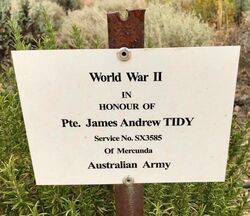 World War II
IN
HONOUR OF
Pte. James Andrew TIDY
Service No. SX3585
Of Mercunda
Australian Army